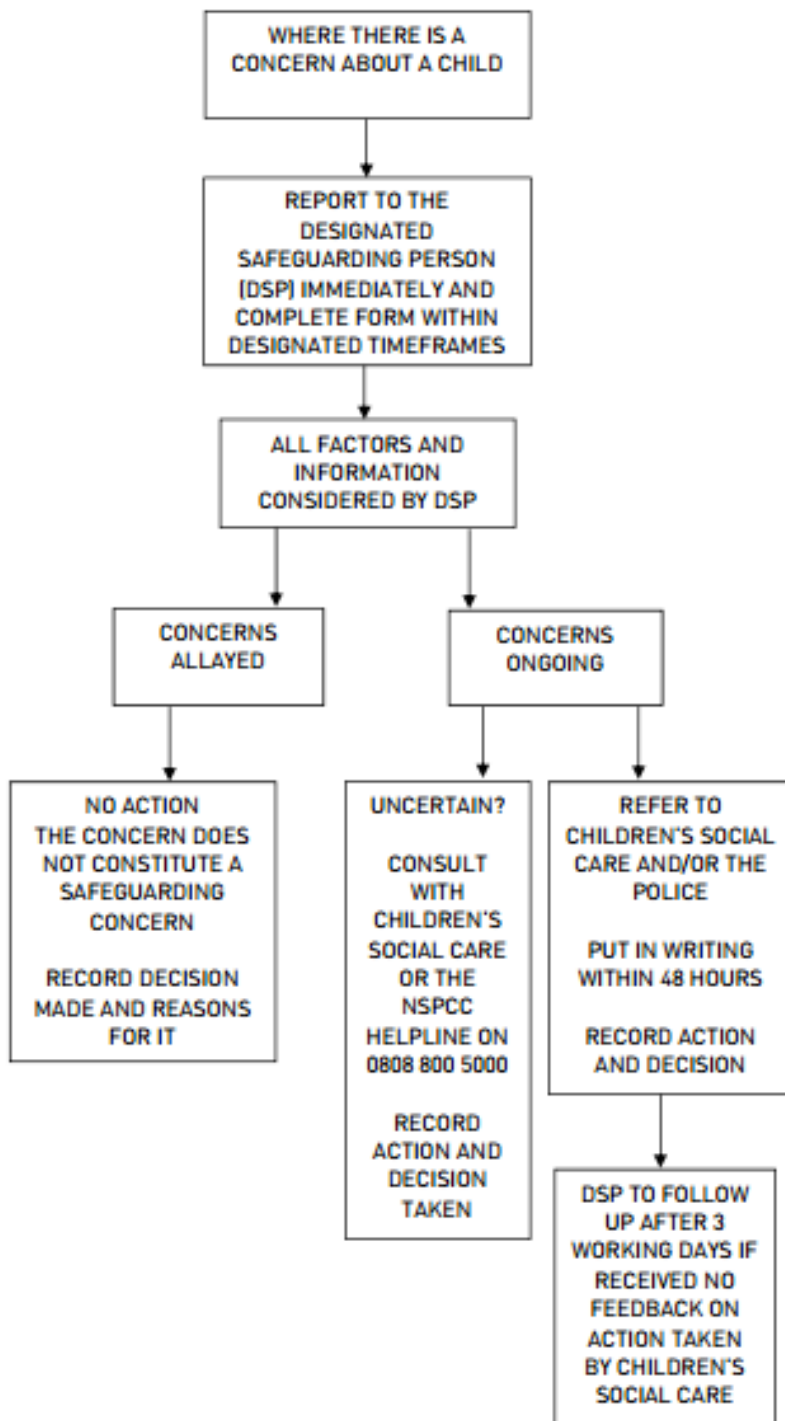 WHERE THERE IS A
CONCERN ABOUT A CHILD
REPORT TO THE
DESIGNATED
SAFEGUARDING PERSON
(DSP) IMMEDIATELY AND
COMPLETE FORM WITHIN
DESIGNATED TIMEFRAMES
ALL FACTORS AND
INFORMATION
CONSIDERED BY DSP
CONCERNS
ALLAYED
CONCERNS
ONGOING
NO ACTION
THE CONCERN DOES
NOT CONSTITUTE A
SAFEGUARDING
CONCERN
RECORD DECISION
MADE AND REASONS
FOR IT
UNCERTAIN?
CONSULT
WITH
CHILDREN'S
SOCIAL CARE
OR THE
NSPCC
HELPLINE ON
0808 800 5000
RECORD
ACTION AND
DECISION
TAKEN
REFER TO
CHILDREN'S SOCIAL
CARE AND/OR THE
POLICE
PUT IN WRITING
WITHIN 48 HOURS
RECORD ACTION
AND DECISION
DSP TO FOLLOW
UP AFTER 3
WORKING DAYS IF
RECEIVED NO
FEEDBACK ON
ACTION TAKEN
BY CHILDREN'S
SOCIAL CARE